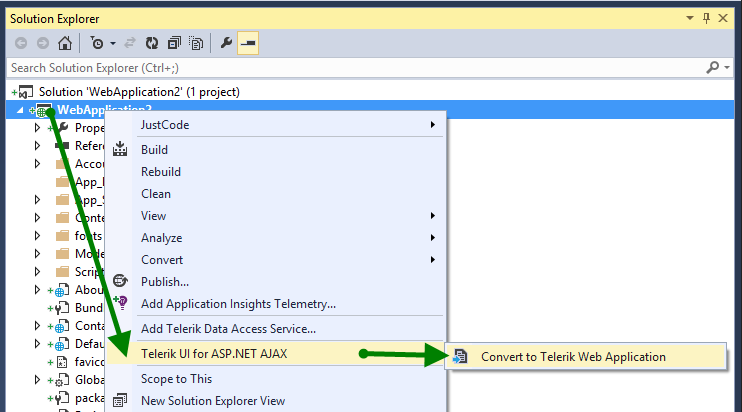 Solution Explorer
Search Solution Explorer (Ctrl+;)
Solution 'WebApplication2' (1 project)
WebApplication2
Prope
Refere
Accou
App_
App_S
Conte
fonts
Mode
Script
Abou
Bund
Conta
Defau
favico
Globa
packa
JustCode
Build
Rebuild
Clean
View
Analyze
Convert
Publish...
Add Application Insights Telemetry...
Add Telerik Data Access Service...
Telerik UI for ASP.NET AJAX
Scope to This
New Solution Explorer View
Convert to Telerik Web Application